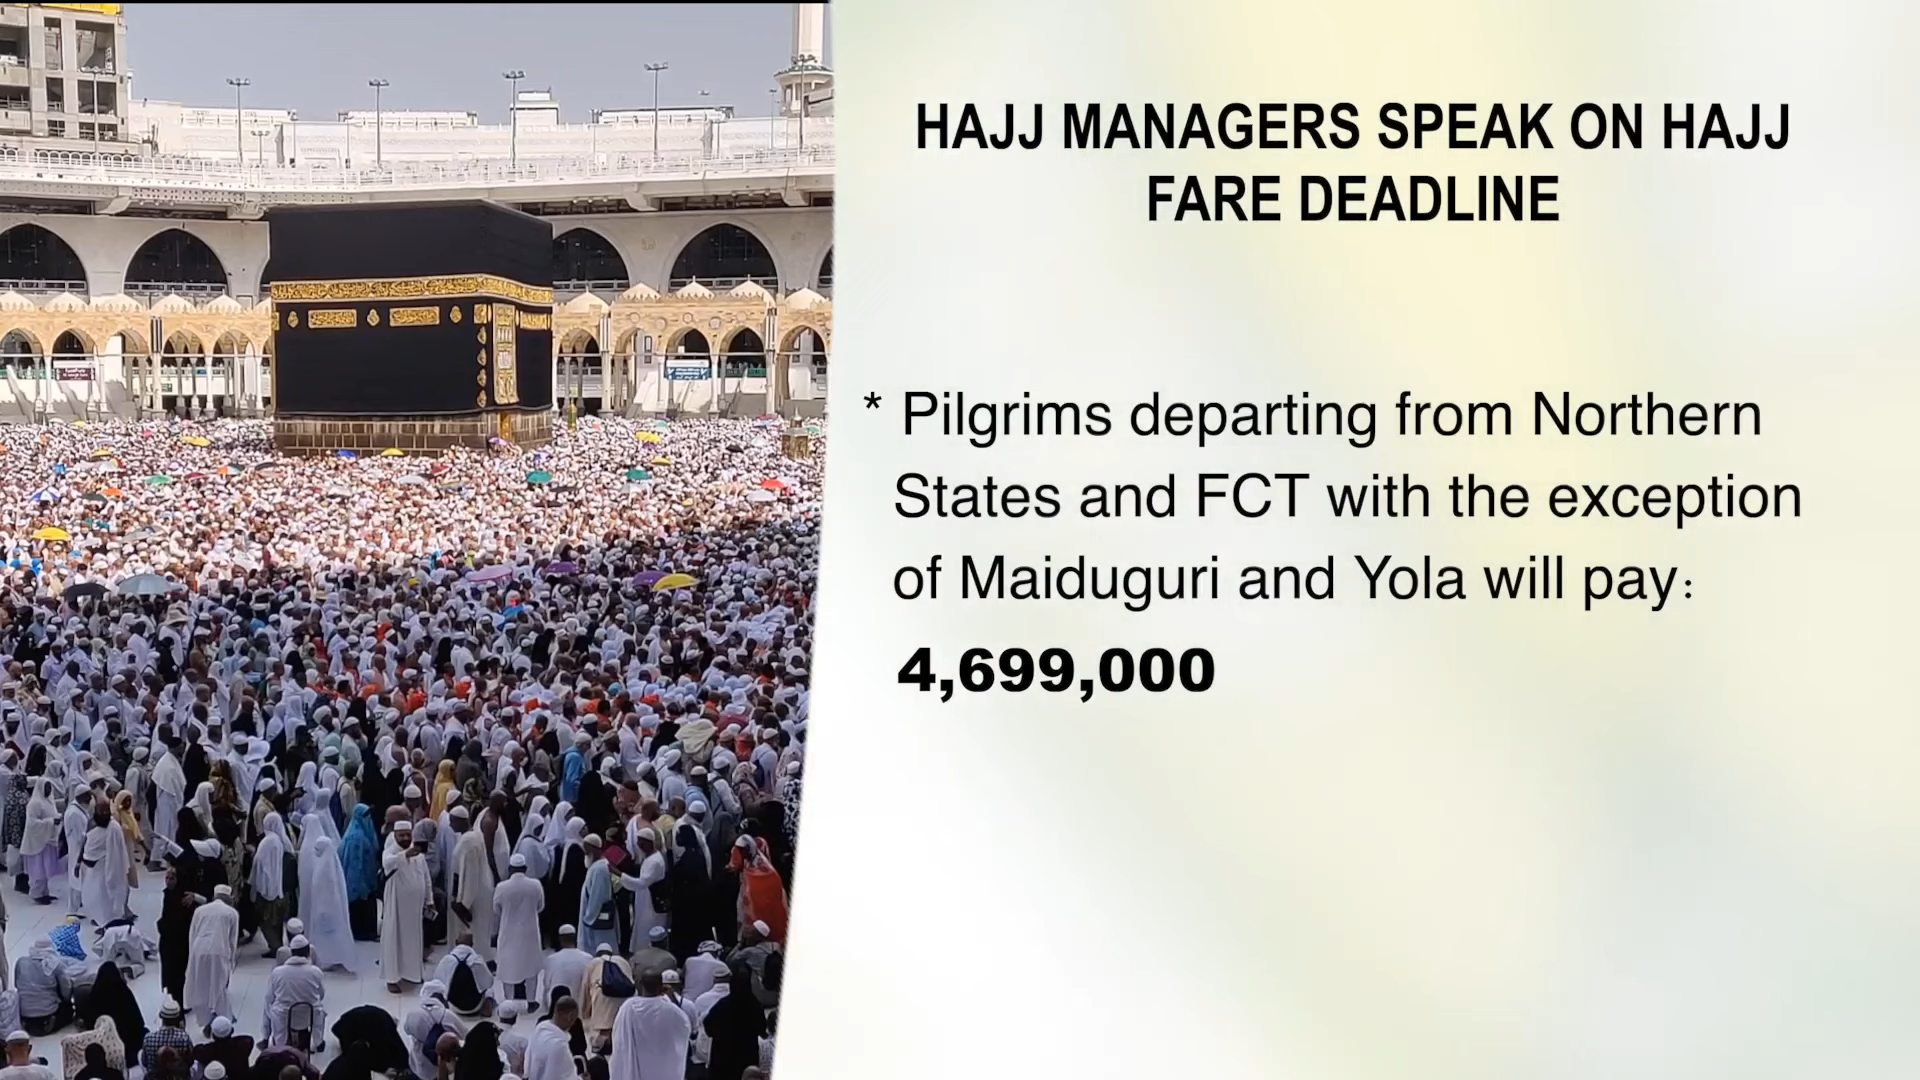 HAJJ MANAGERS SPEAK ON HAJJ
FARE DEADLINE
* Pilgrims departing from Northern
States and FCT with the exception
of Maiduguri and Yola will pay:
4,699,000